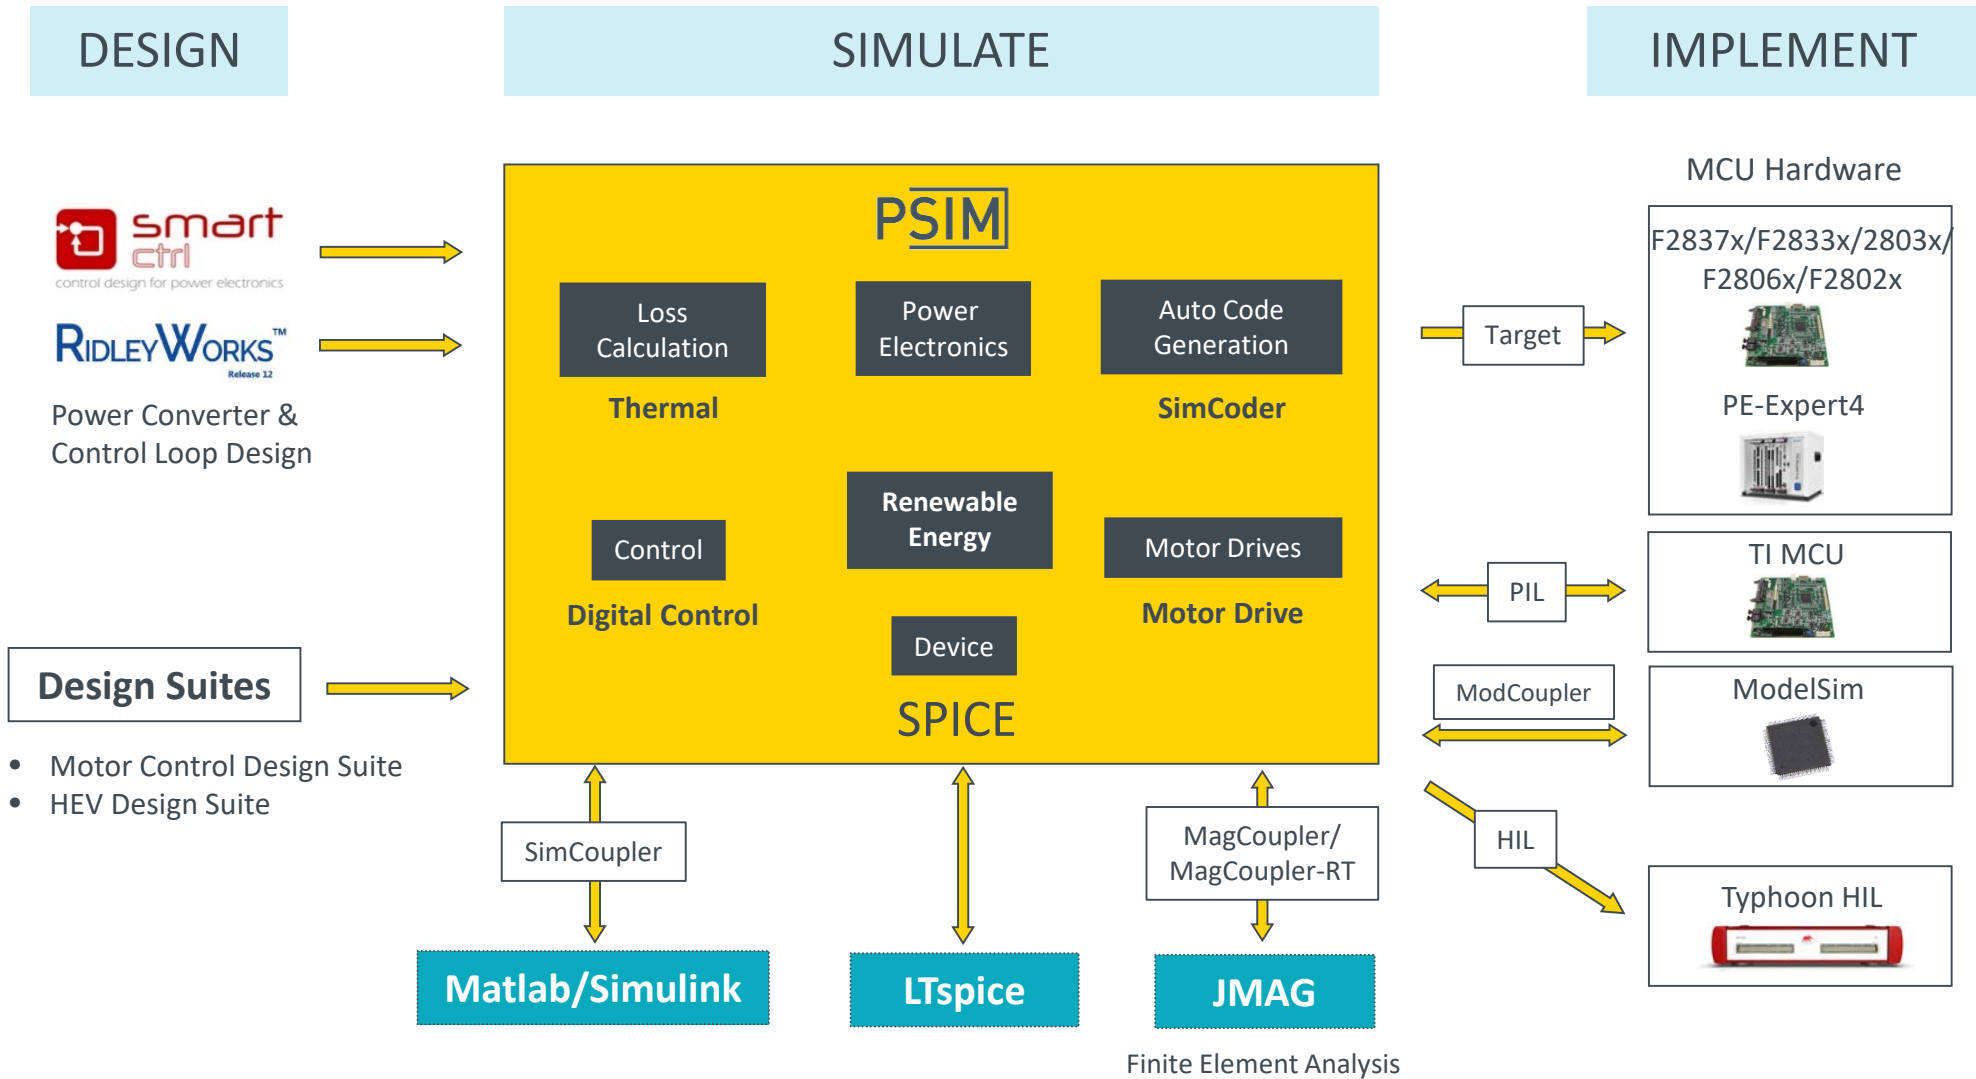 DESIGN
SIMULATE
IMPLEMENT
smart
ctrl
control design for power electronics
RIDLEYWORKS™
Release 12
Power Converter &
Control Loop Design
Design Suites
• Motor Control Design Suite
• HEV Design Suite
PSIM
Loss
Calculation
Thermal
Power
Electronics
Auto Code
Generation
SimCoder
Renewable
Energy
Control
Digital Control
Motor Drives
Motor Drive
Device
SPICE
SimCoupler
MagCoupler/
MagCoupler-RT
Matlab/Simulink
LTspice
JMAG
Finite Element Analysis
Target
PIL
ModCoupler
HIL
MCU Hardware
F2837x/F2833x/2803x/
F2806x/F2802x
PE-Expert4
TI MCU
ModelSim
Typhoon HIL